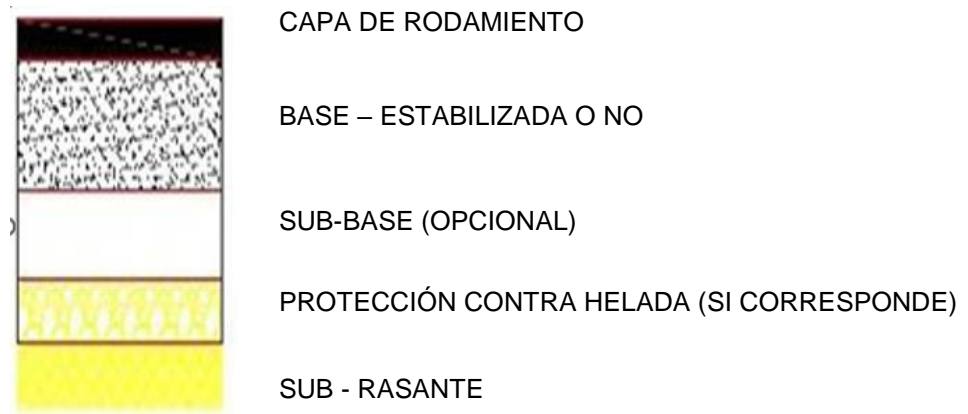 CAPA DE RODAMIENTO
BASE – ESTABILIZADA O NO
SUB-BASE (OPCIONAL)
PROTECCIÓN CONTRA HELADA (SI CORRESPONDE)
SUB - RASANTE